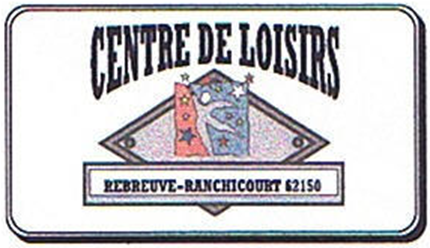 CENTRE DE LOISIRS
REBREUVE-RANCHICOURT 62150